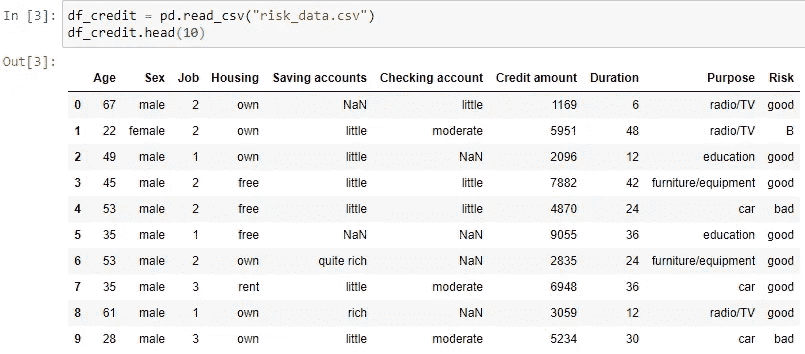 In [3]: df_credit = pd.read_csv("risk_data.csv")
df_credit.head(10)
Out[3]:
Age Sex Job Housing Saving accounts Checking account Credit amount Duration Purpose Risk
0 67 male 2 own NaN little 1169 6 radio/TV good
1 22 female 2 own little moderate 5951 48 radio/TV B
2 49 male 1 own little NaN 2096 12 education good
3 45 male 2 free little little 7882 42 furniture/equipment good
4 53 male 2 free little little 4870 24 car bad
5 35 male 1 free NaN NaN 9055 36 education good
6 53 male 2 own quite rich NaN 2835 24 furniture/equipment good
7 35 male 3 rent little moderate 6948 36 car good
8 61 male 1 own rich NaN 3059 12 radio/TV good
9 28 male 3 own little moderate 5234 30 car bad